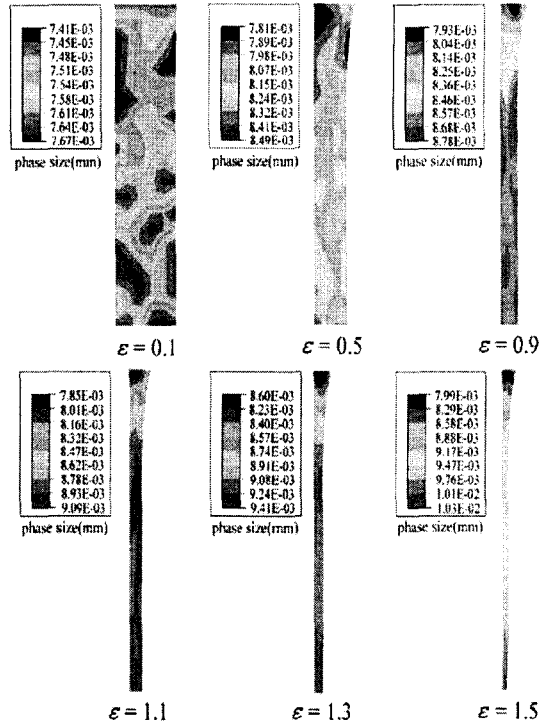 7.41E-03
7.45E-03
7.48E-03
7.51E-03
7.54E-03
7.58E-03
7.61E-03
7.64E-03
7.67E-03
phase size(mm)
ε = 0.1
7.81E-03
7.89E-03
7.98E-03
8.07E-03
8.15E-03
8.24E-03
8.32E-03
8.41E-03
8.49E-03
phase size(mm)
ε = 0.5
7.93E-03
8.04E-03
8.14E-03
8.25E-03
8.36E-03
8.46E-03
8.57E-03
8.68E-03
8.78E-03
phase size(mm)
ε = 0.9
7.85E-03
8.01E-03
8.16E-03
8.32E-03
8.47E-03
8.62E-03
8.78E-03
8.93E-03
9.09E-03
phase size(mm)
ε = 1.1
8.60E-03
8.23E-03
8.40E-03
8.57E-03
8.74E-03
8.91E-03
9.08E-03
9.24E-03
9.41E-03
phase size(mm)
ε = 1.3
7.99E-03
8.29E-03
8.58E-03
8.88E-03
9.17E-03
9.47E-03
9.76E-03
1.01E-02
1.03E-02
phase size(mm)
ε = 1.5